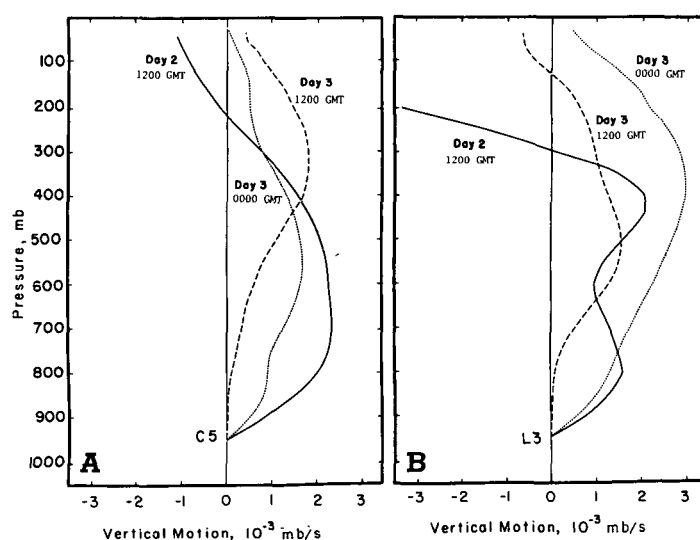 Day 2
1200 GMT
Day 3
1200 GMT
Day 3
0000 GMT
C5
A
100
200
300
400
500
600
700
800
900
1000
Pressure, mb
-3 -2 -1 0 1 2 3
Vertical Motion, 10-3 mb/s
Day 3
0000 GMT
Day 3
1200 GMT
Day 2
1200 GMT
L3
B
-3 -2 -1 0 1 2 3
Vertical Motion, 10-3 mb/s